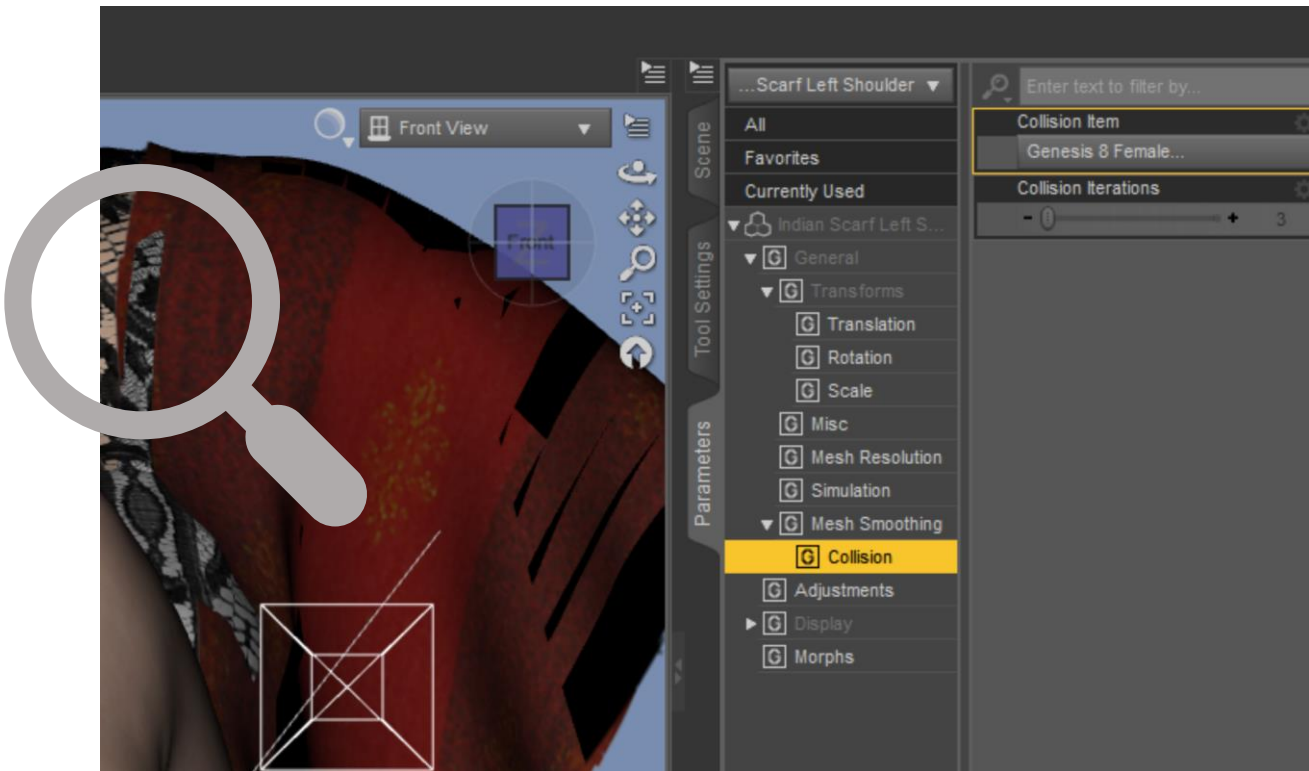 Front View
Front
Scene
Tool Settings
Parameters
...Scarf Left Shoulder
All
Favorites
Currently Used
Indian Scarf Left S...
G General
G Transforms
G Translation
G Rotation
G Scale
G Misc
G Mesh Resolution
G Simulation
G Mesh Smoothing
G Collision
G Adjustments
G Display
G Morphs
Enter text to filter by...
Collision Item
Genesis 8 Female...
Collision Iterations
- + 3